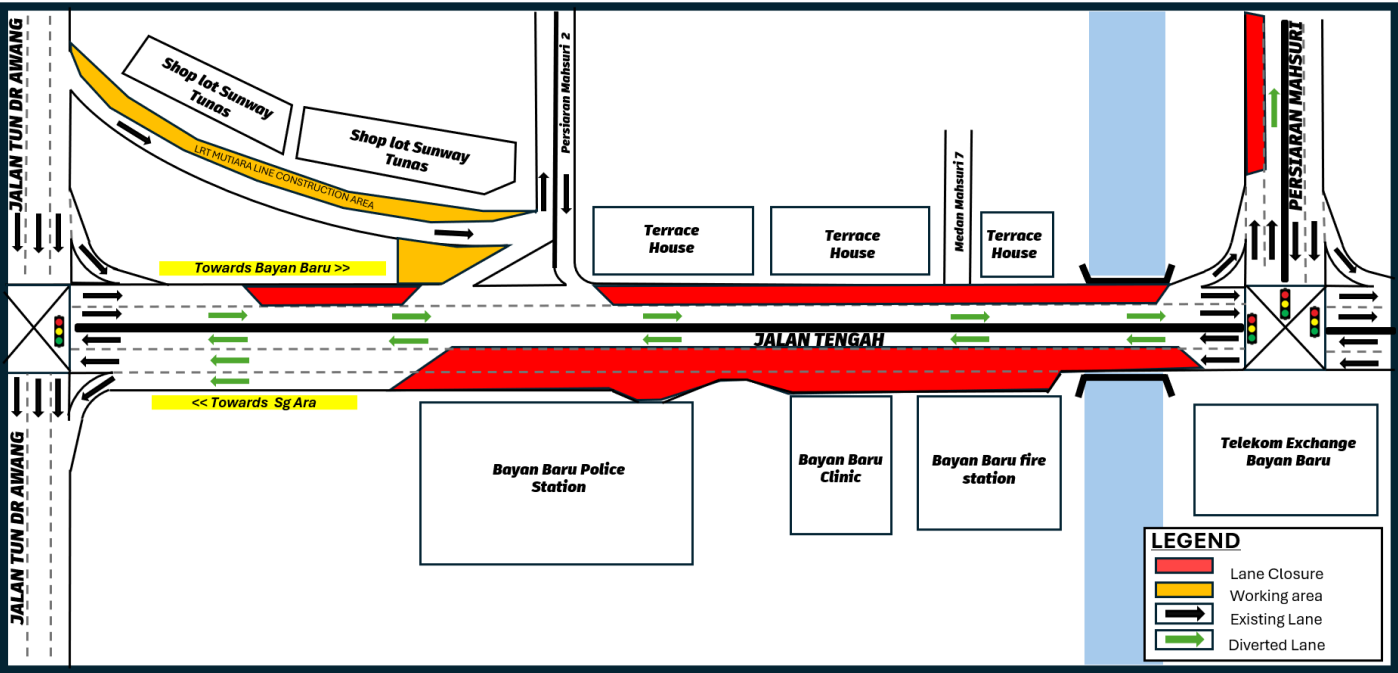 JALAN TUN DR AWANG
Shop lot Sunway
Tunas
Shop lot Sunway
Tunas
LRT MUTIARA LINE CONSTRUCTION AREA
Persiaran Mahsuri 2
Medan Mahsuri 7
PERSIARAN MAHSURI
Terrace
House
Terrace
House
Terrace
House
Towards Bayan Baru >>
JALAN TENGAH
<< Towards Sg Ara
JALAN TUN DR AWANG
Bayan Baru Police
Station
Bayan Baru
Clinic
Bayan Baru fire
station
Telekom Exchange
Bayan Baru
LEGEND
Lane Closure
Working area
Existing Lane
Diverted Lane